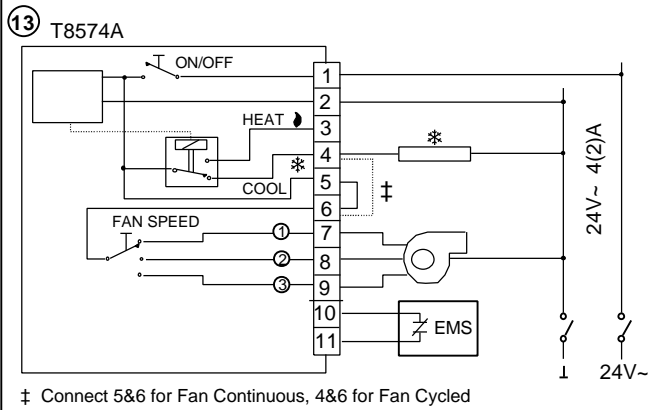 13 T8574A
ON/OFF
1
2
HEAT
3
4
COOL
5
‡
6
FAN SPEED
1
7
2
8
3
9
10
EMS
11
24V~ 4(2)A
⊥ 24V~
‡ Connect 5&6 for Fan Continuous, 4&6 for Fan Cycled